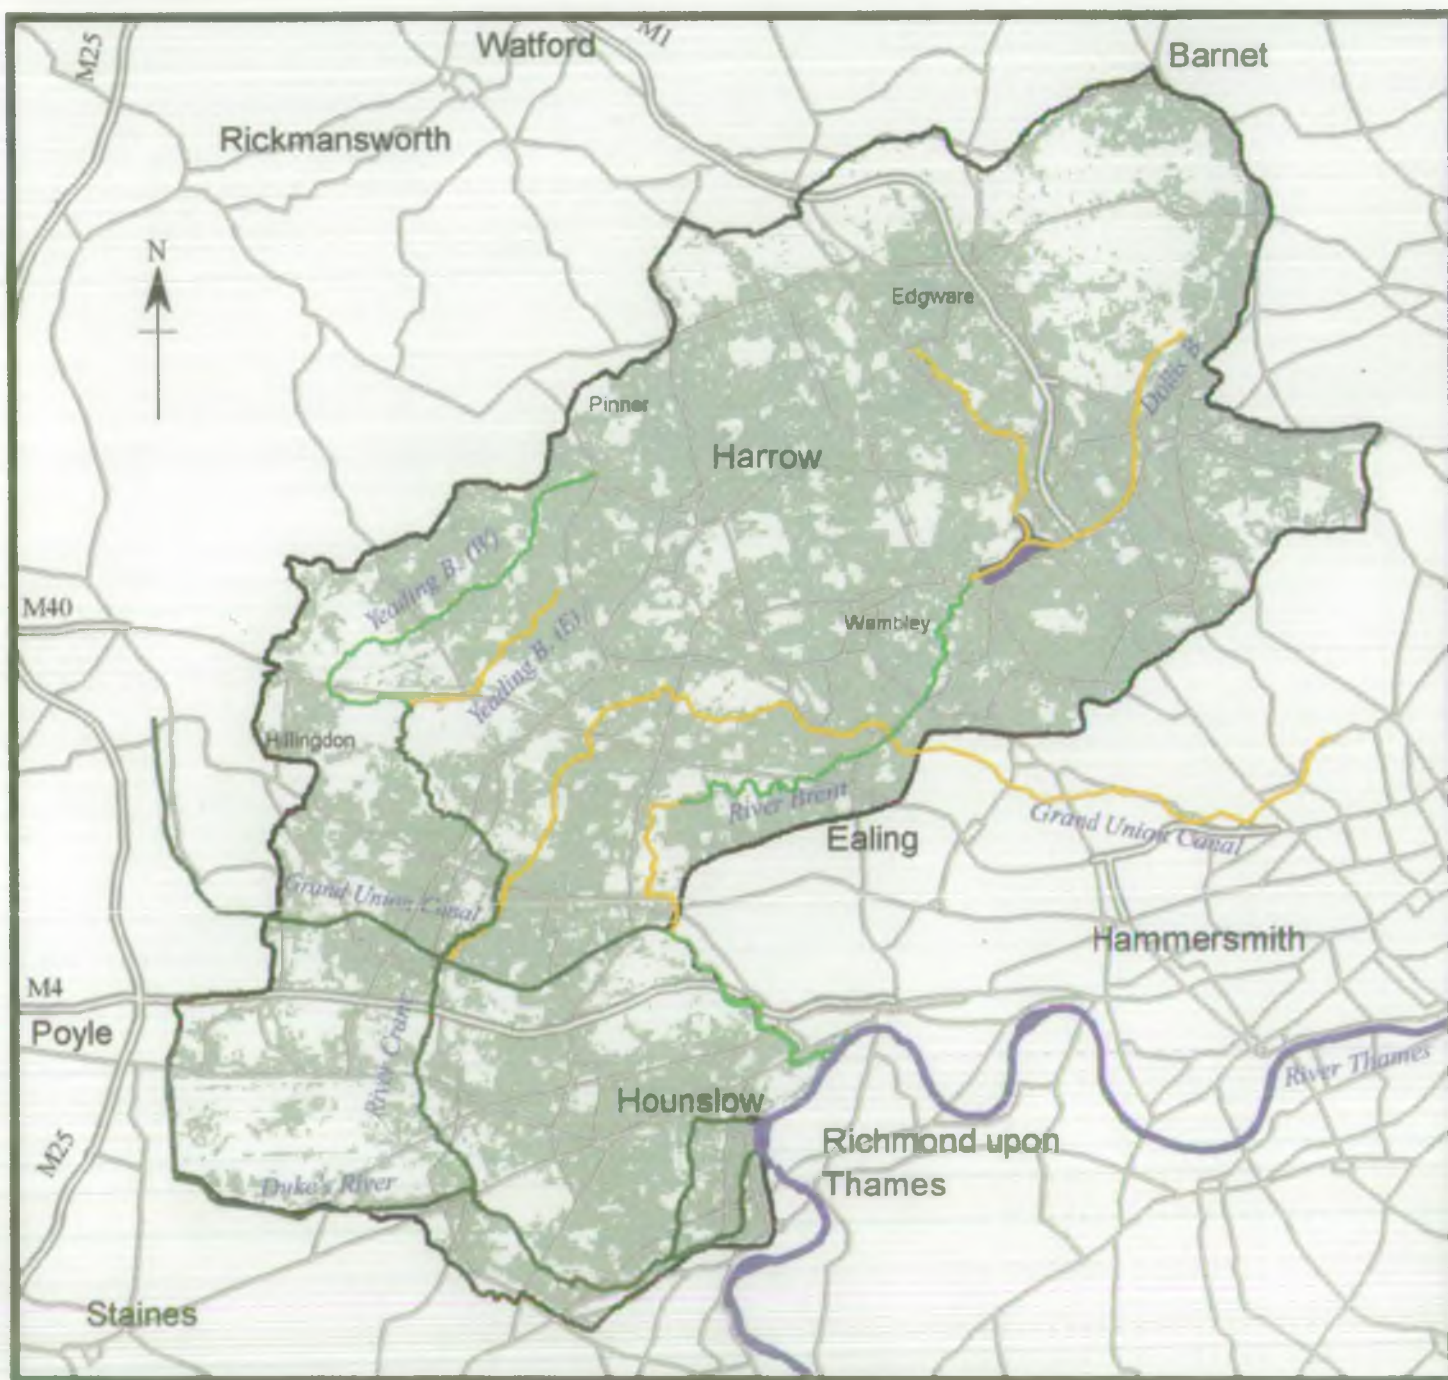 M25
Watford
M1
Barnet
Rickmansworth
N
Edgware
Dollis B.
Pinner
Harrow
Yeading B. (W)
M40
Yeading B. (E)
Wembley
Hillingdon
River Brent
Ealing
Grand Union Canal
Grand Union Canal
Hammersmith
M4
Poyle
River Crane
River Thames
Hounslow
M25
Richmond upon
Thames
Duke's River
Staines